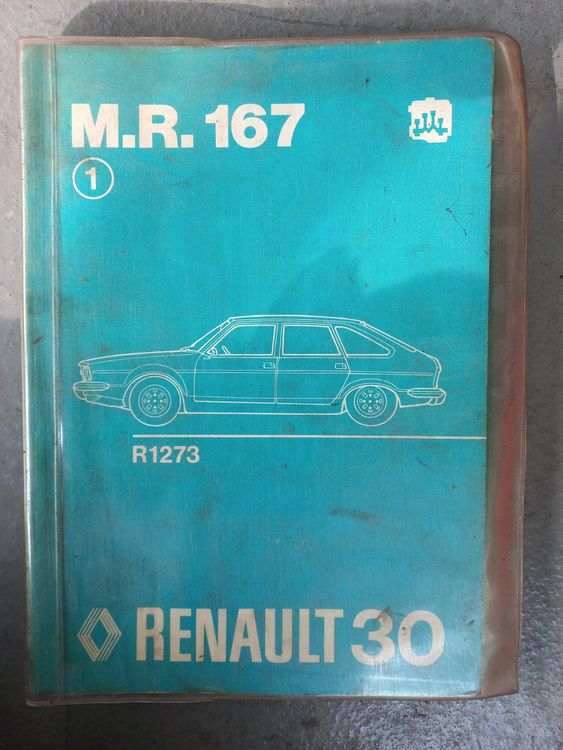 M.R. 167
1
R1273
RENAULT 30